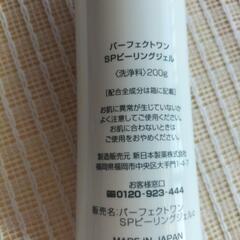 パーフェクトワン
SPピーリングジェル
<洗浄料>200g
[配合全成分は箱に記載]
お肌に異常が生じていないか
よく注意してご使用ください。
お肌に合わないときは
ご使用をおやめください。
製造販売元 新日本製薬株式会社
福岡県福岡市中央区大手門1-4-7
お客様窓口
0120-923-444
販売名:パーフェクトワン
SPピーリングジェルc
MADE IN JAPAN